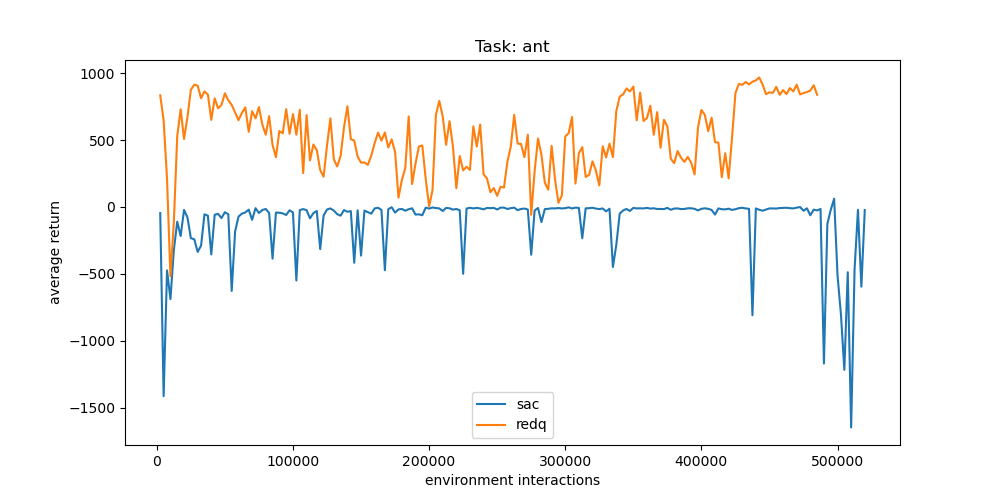 Task: ant
1000
500
0
−500
−1000
−1500
average return
sac
redq
0
100000
200000
300000
400000
500000
environment interactions